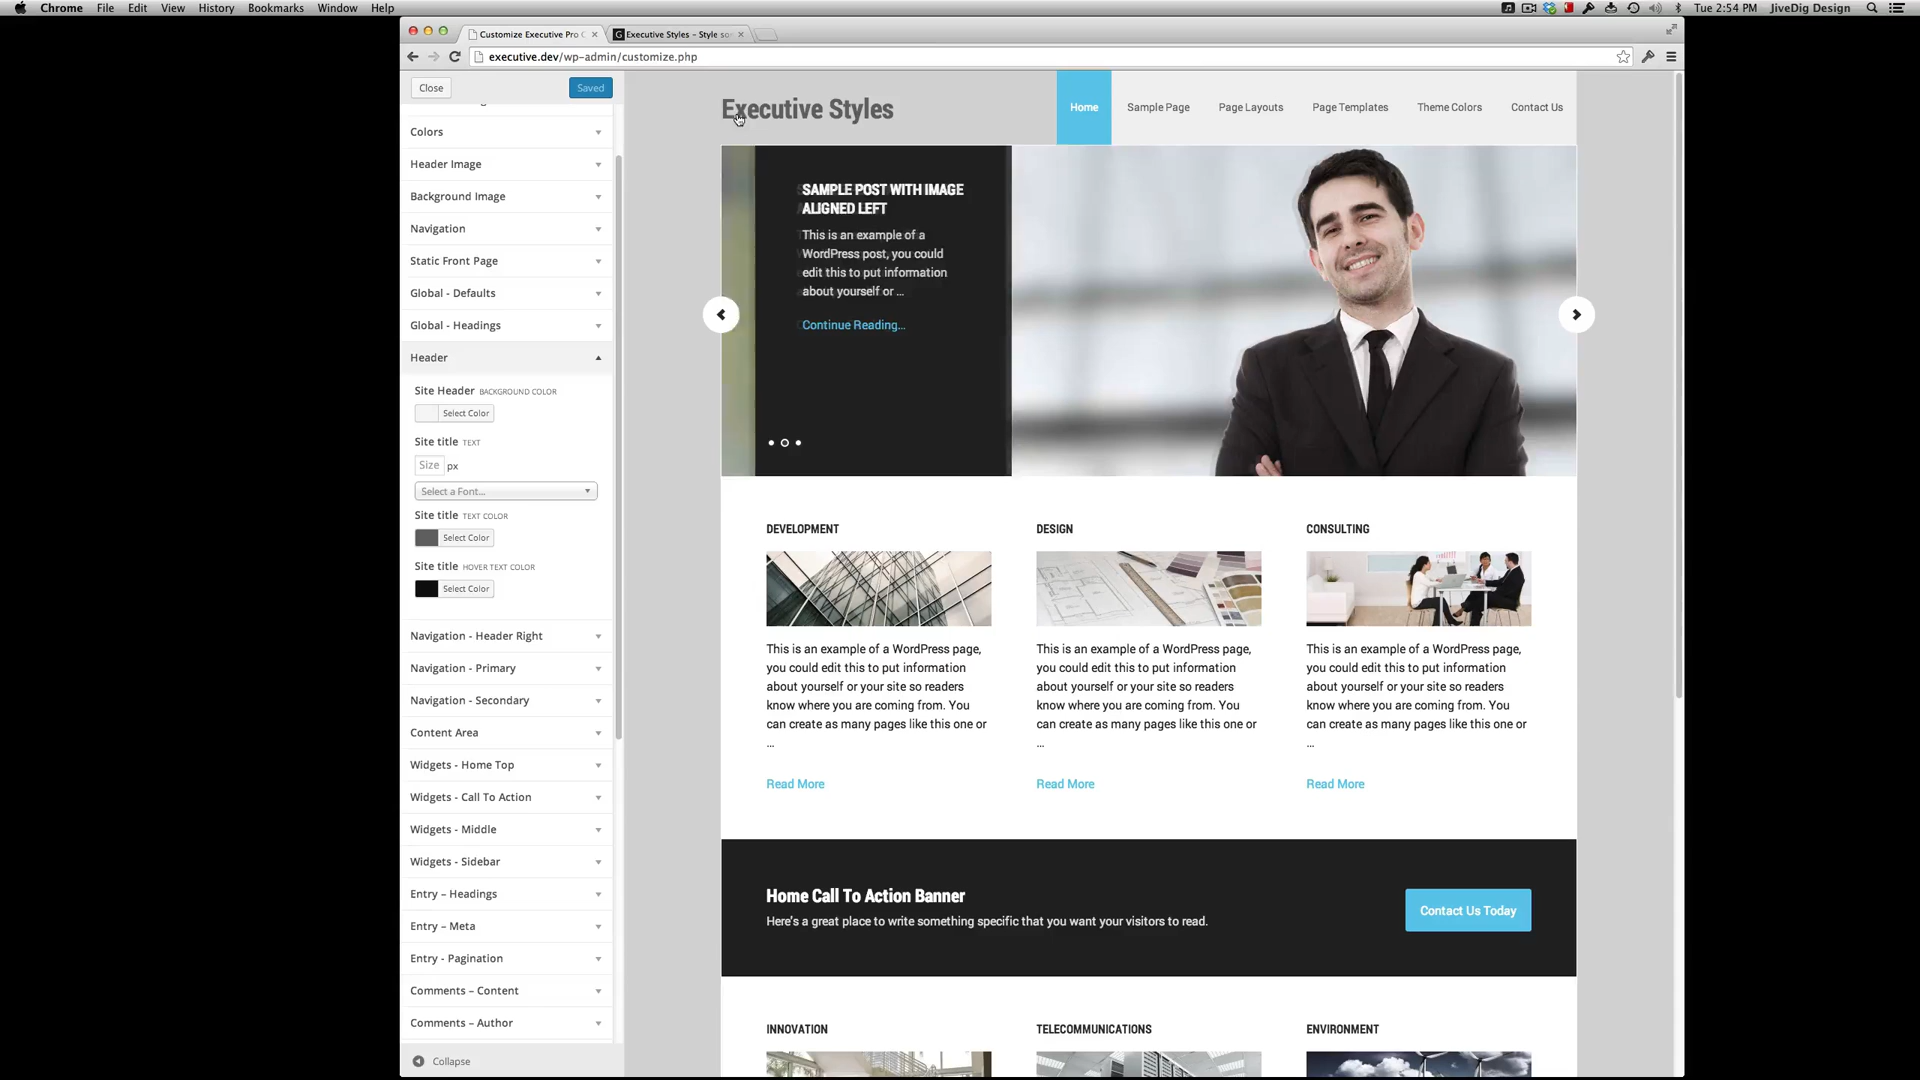 Chrome File Edit View History Bookmarks Window Help
Tue 2:54 PM JiveDig Design
Customize Executive Pro
Executive Styles – Style so
executive.dev/wp-admin/customize.php
Close
Saved
Colors
Header Image
Background Image
Navigation
Static Front Page
Global - Defaults
Global - Headings
Header
Site Header BACKGROUND COLOR
Select Color
Site title TEXT
Size px
Select a Font...
Site title TEXT COLOR
Select Color
Site title HOVER TEXT COLOR
Select Color
Navigation - Header Right
Navigation - Primary
Navigation - Secondary
Content Area
Widgets - Home Top
Widgets - Call To Action
Widgets - Middle
Widgets - Sidebar
Entry – Headings
Entry – Meta
Entry - Pagination
Comments – Content
Comments – Author
Collapse
Executive Styles
Home Sample Page Page Layouts Page Templates Theme Colors Contact Us
SAMPLE POST WITH IMAGE
ALIGNED LEFT
This is an example of a
WordPress post, you could
edit this to put information
about yourself or ...
Continue Reading...
DEVELOPMENT
This is an example of a WordPress page,
you could edit this to put information
about yourself or your site so readers
know where you are coming from. You
can create as many pages like this one or
...
Read More
DESIGN
This is an example of a WordPress page,
you could edit this to put information
about yourself or your site so readers
know where you are coming from. You
can create as many pages like this one or
...
Read More
CONSULTING
This is an example of a WordPress page,
you could edit this to put information
about yourself or your site so readers
know where you are coming from. You
can create as many pages like this one or
...
Read More
Home Call To Action Banner
Here's a great place to write something specific that you want your visitors to read.
Contact Us Today
INNOVATION
TELECOMMUNICATIONS
ENVIRONMENT